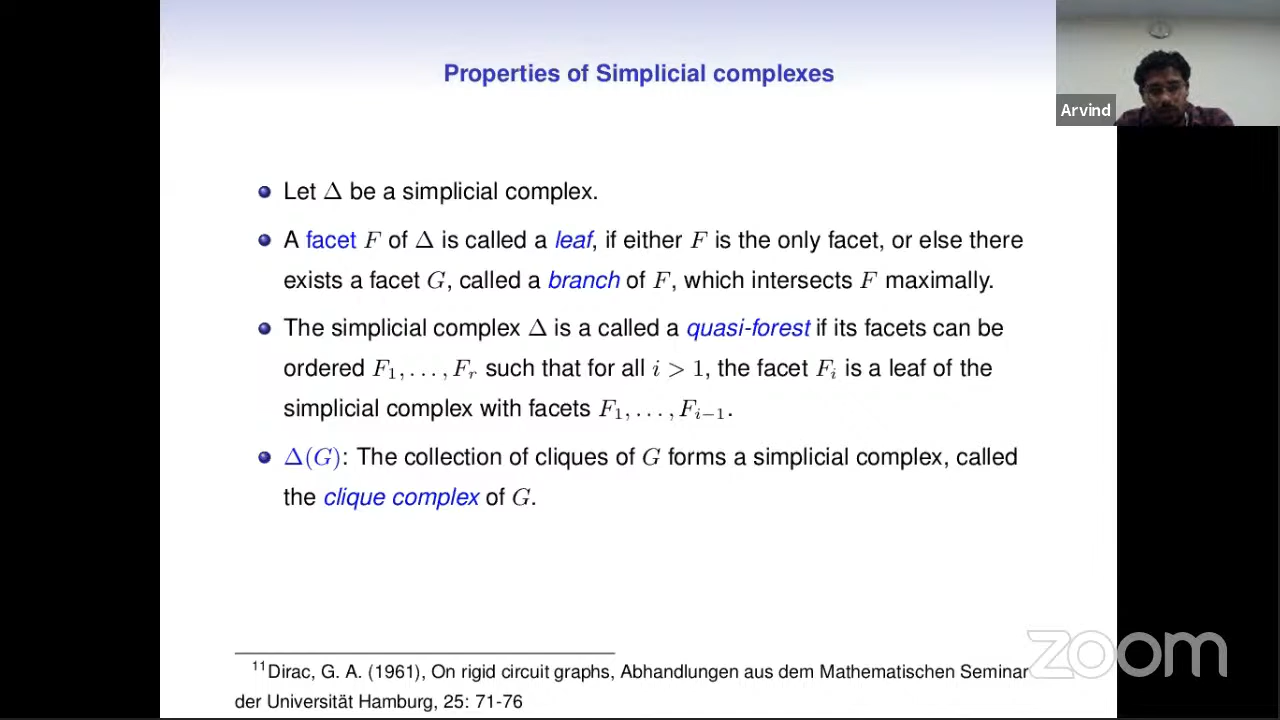 Properties of Simplicial complexes
Arvind
Let Δ be a simplicial complex.
A facet F of Δ is called a leaf, if either F is the only facet, or else there
exists a facet G, called a branch of F, which intersects F maximally.
The simplicial complex Δ is a called a quasi-forest if its facets can be
ordered F₁, . . . , Fᵣ such that for all i > 1, the facet Fᵢ is a leaf of the
simplicial complex with facets F₁, . . . , Fᵢ₋₁.
Δ(G): The collection of cliques of G forms a simplicial complex, called
the clique complex of G.
zoom
¹¹Dirac, G. A. (1961), On rigid circuit graphs, Abhandlungen aus dem Mathematischen Seminar
der Universität Hamburg, 25: 71-76